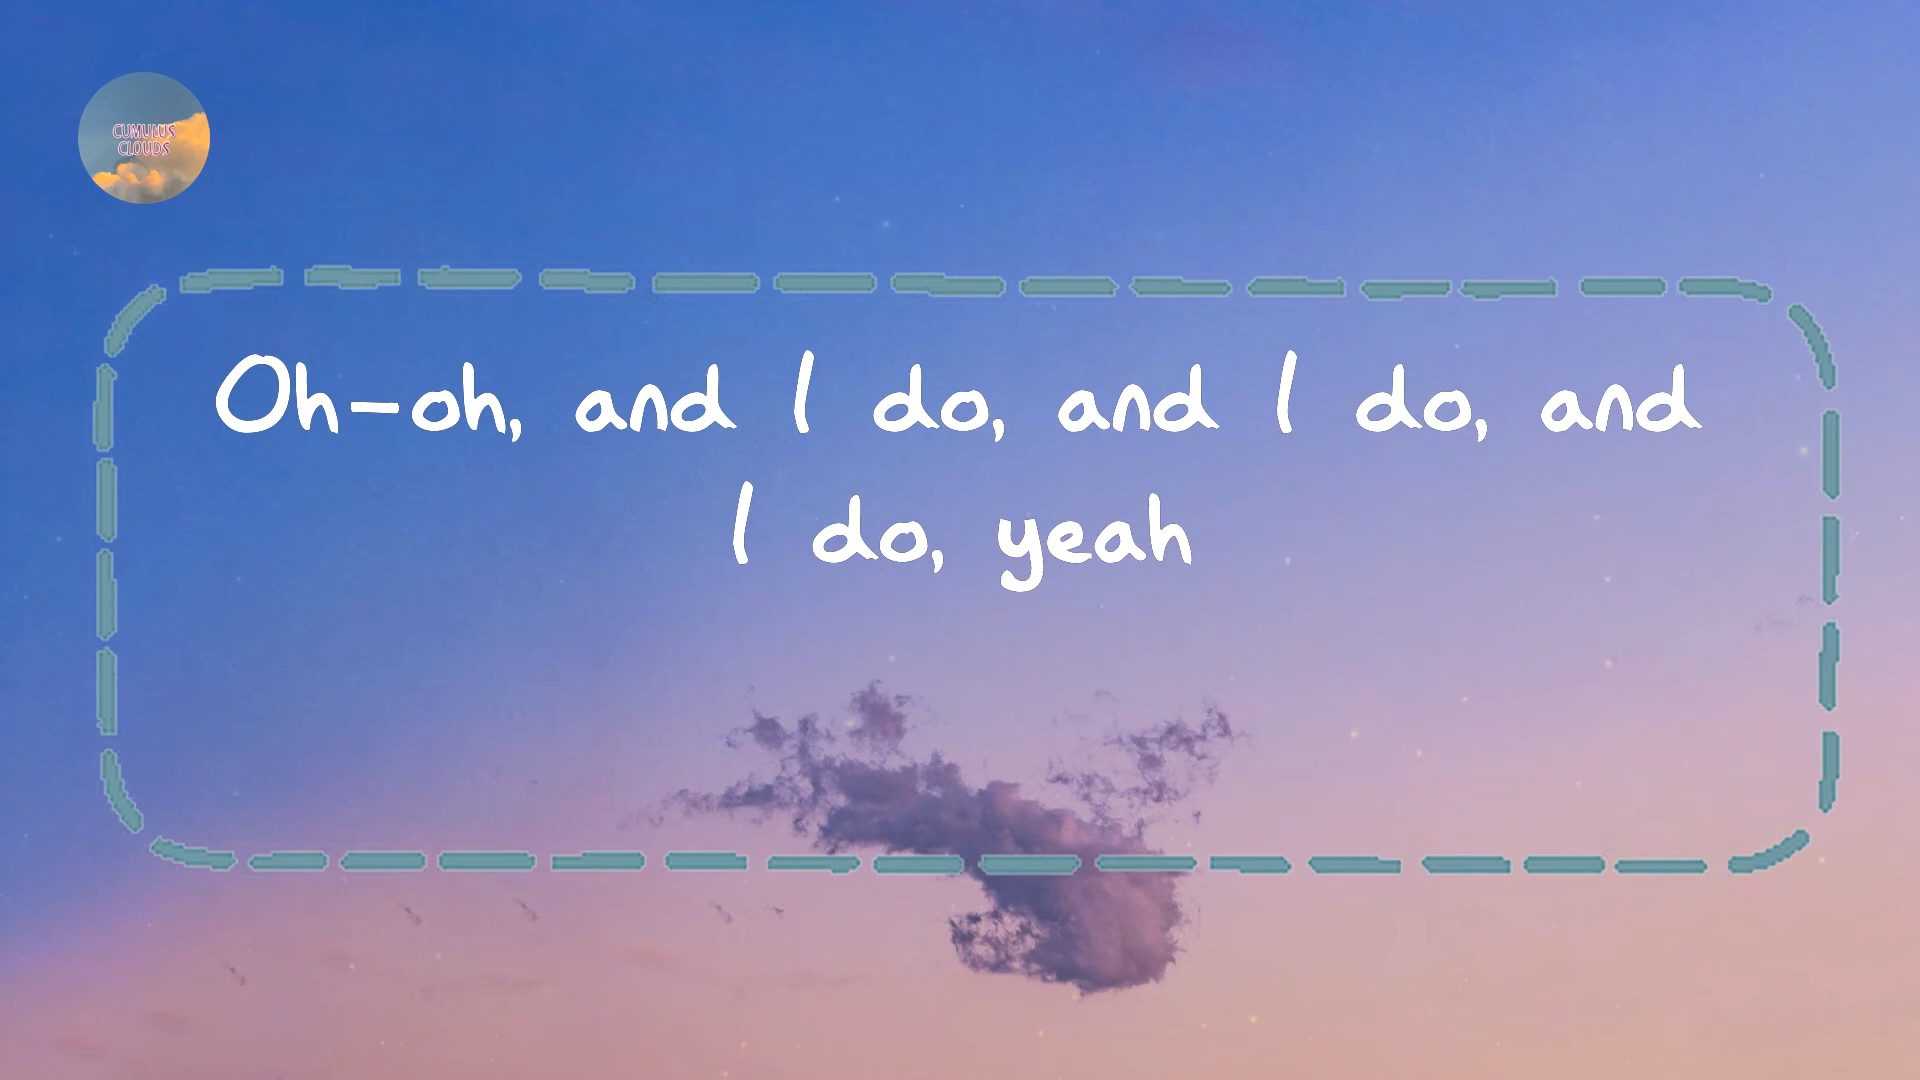 CUMULUS
CLOUDS
Oh-oh, and I do, and I do, and
I do, yeah